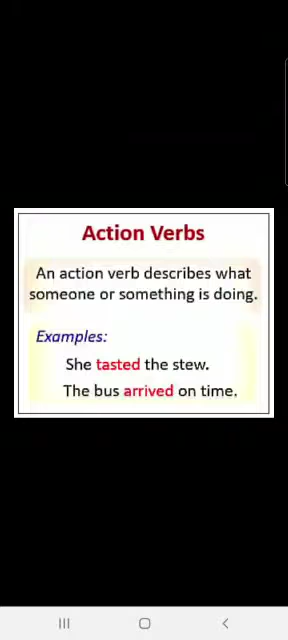 Action Verbs
An action verb describes what
someone or something is doing.
Examples:
She tasted the stew.
The bus arrived on time.